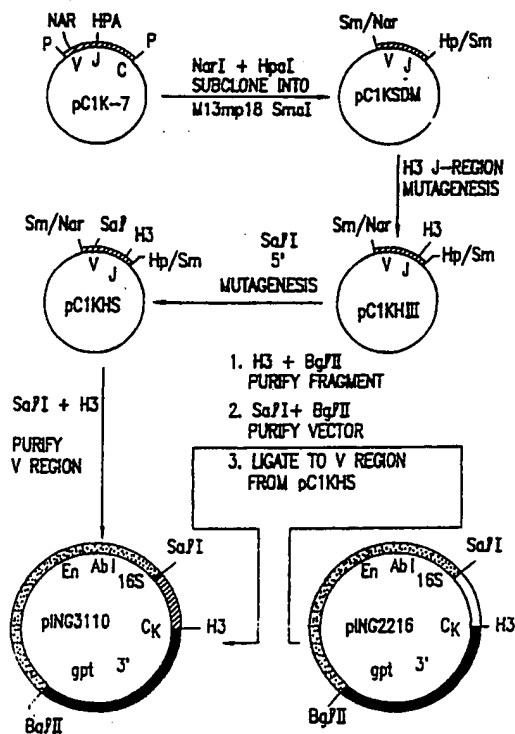 NAR HPA
P P
V J C
pC1K-7
NarI + HpaI
SUBCLONE INTO
M13mp18 SmaI
Sm/Nar Hp/Sm
V J
pC1KSDM
H3 J-REGION
MUTAGENESIS
Sm/Nar H3
Hp/Sm
V J
pC1KHIII
SalI
5'
MUTAGENESIS
Sm/Nar SalI H3
Hp/Sm
V J
pC1KHS
SalI + H3
PURIFY
V REGION
1. H3 + BglII
PURIFY FRAGMENT
2. SalI+ BglII
PURIFY VECTOR
3. LIGATE TO V REGION
FROM pC1KHS
SalI
En Abl 16S
pING3110 CK H3
gpt 3'
BglII
SalI
En Abl 16S
pING2216 CK H3
gpt 3'
BglII